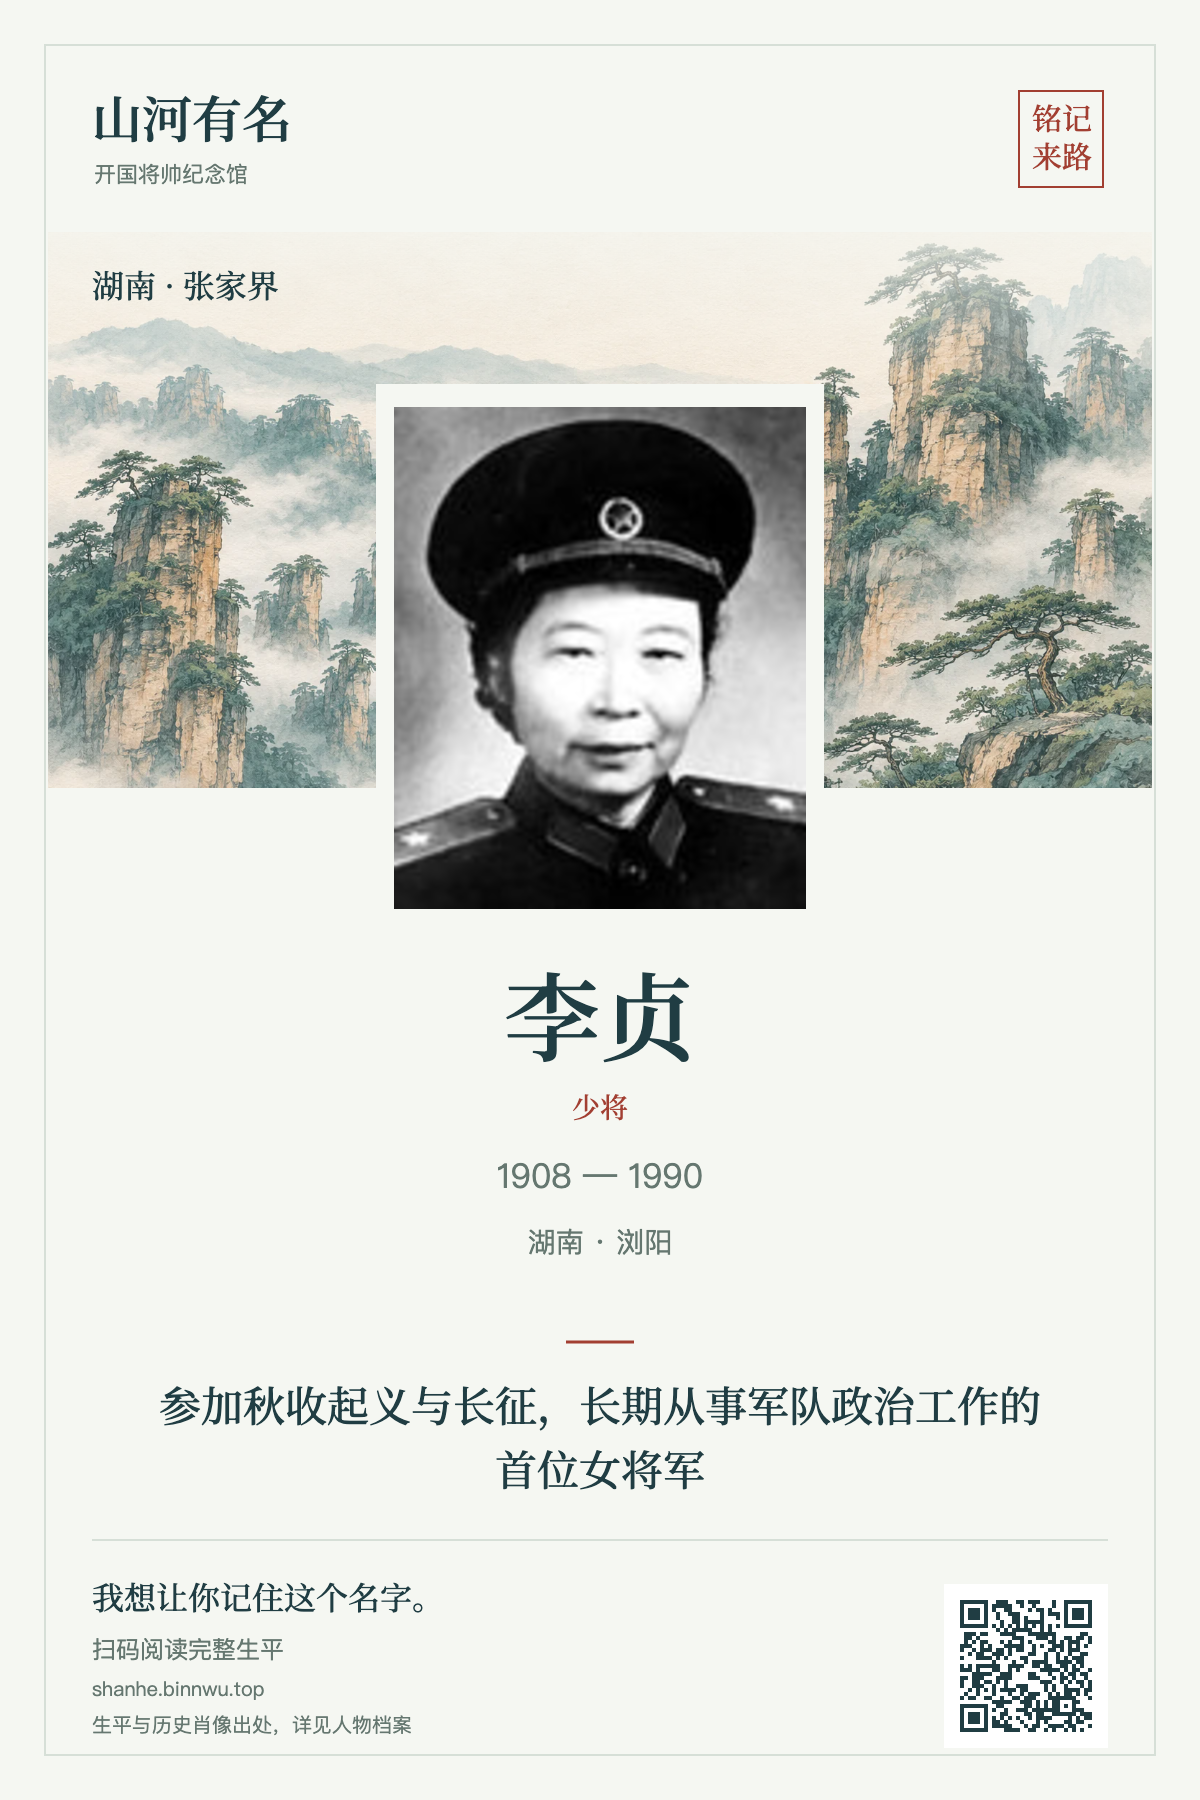 山河有名
开国将帅纪念馆
铭记
来路
湖南·张家界
李贞
少将
1908 — 1990
湖南 · 浏阳
参加秋收起义与长征，长期从事军队政治工作的
首位女将军
我想让你记住这个名字。
扫码阅读完整生平
shanhe.binnwu.top
生平与历史肖像出处，详见人物档案